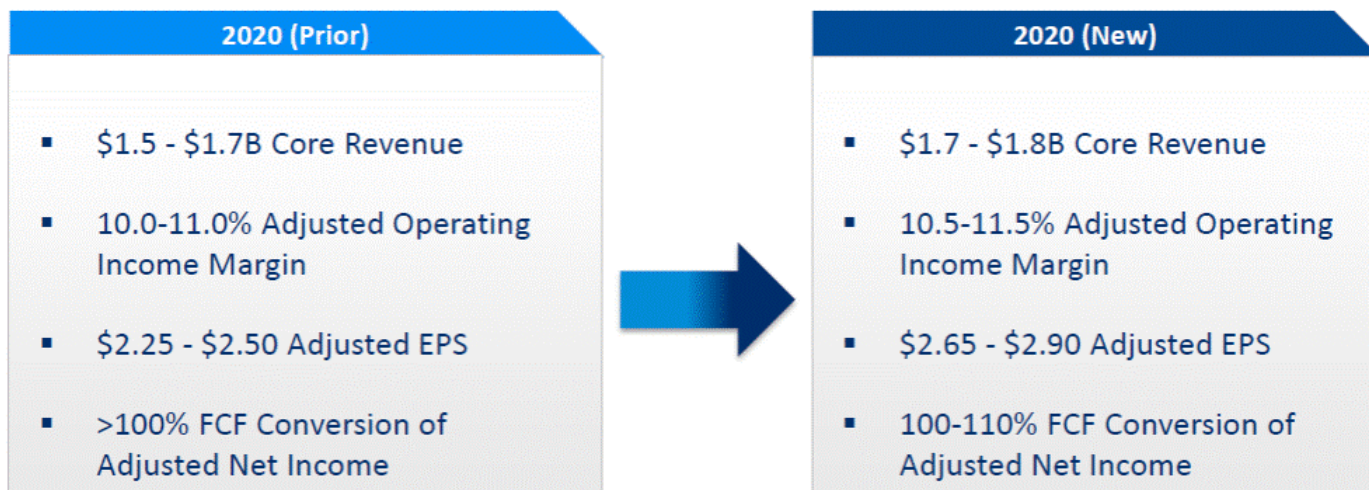 2020 (Prior)
▪ $1.5 - $1.7B Core Revenue
▪ 10.0-11.0% Adjusted Operating
Income Margin
▪ $2.25 - $2.50 Adjusted EPS
▪ >100% FCF Conversion of
Adjusted Net Income
2020 (New)
▪ $1.7 - $1.8B Core Revenue
▪ 10.5-11.5% Adjusted Operating
Income Margin
▪ $2.65 - $2.90 Adjusted EPS
▪ 100-110% FCF Conversion of
Adjusted Net Income